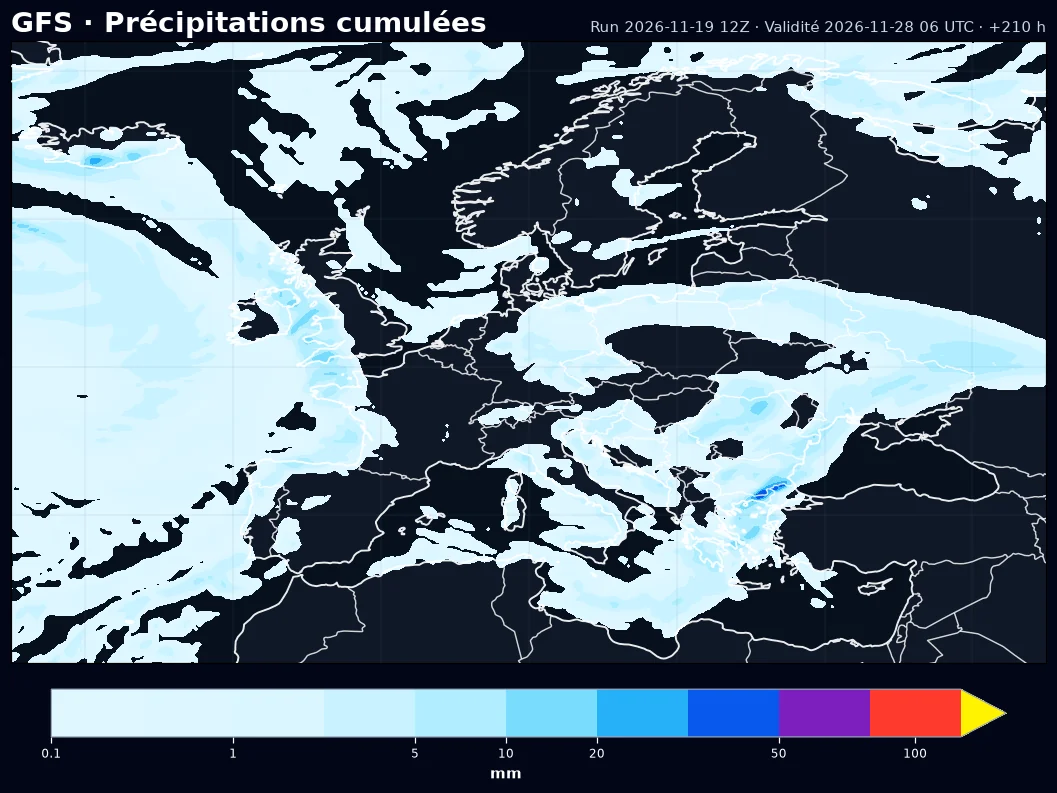 GFS · Précipitations cumulées
Run 2026-11-19 12Z · Validité 2026-11-28 06 UTC · +210 h
0.1 1 5 10 20 50 100
mm